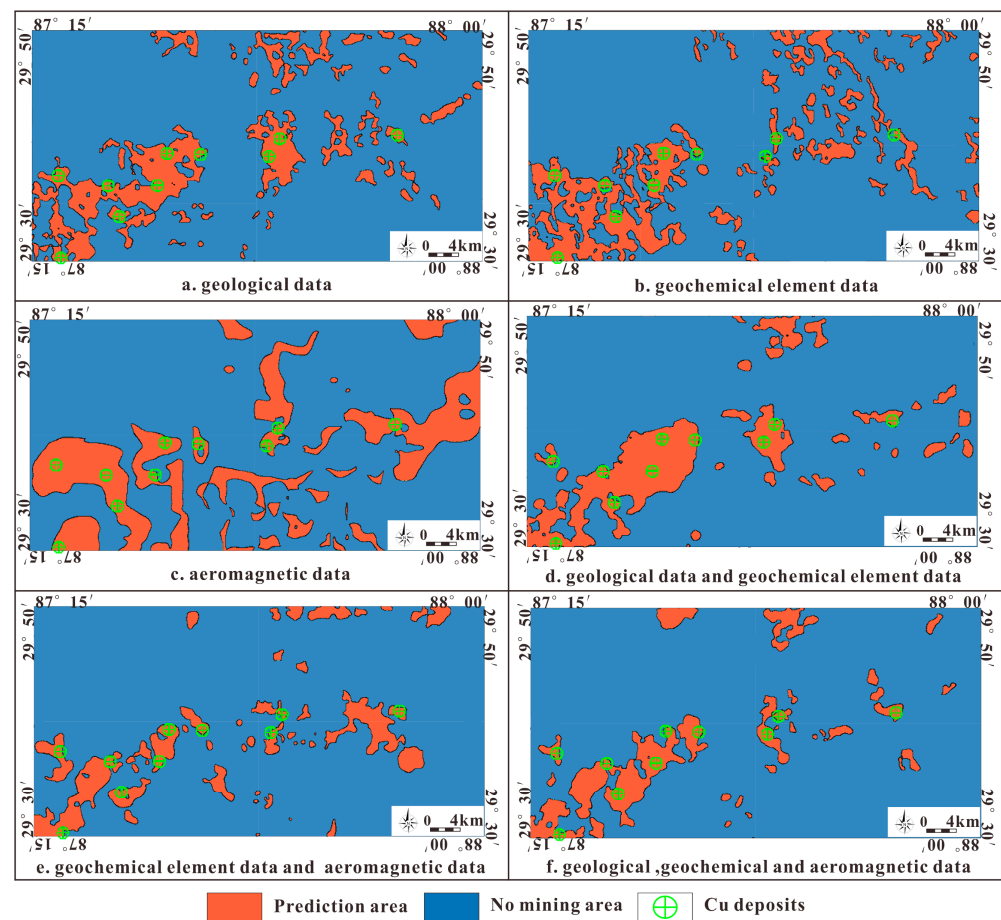 87° 15′ 88° 00′
29° 50′
29° 50′
29° 30′
29° 30′
87° 15′
88° 00′
0 4km
a. geological data
87° 15′ 88° 00′
29° 50′
29° 50′
29° 30′
29° 30′
87° 15′
88° 00′
0 4km
b. geochemical element data
87° 15′ 88° 00′
29° 50′
29° 50′
29° 30′
29° 30′
87° 15′
88° 00′
0 4km
c. aeromagnetic data
87° 15′ 88° 00′
29° 50′
29° 50′
29° 30′
29° 30′
87° 15′
88° 00′
0 4km
d. geological data and geochemical element data
87° 15′ 88° 00′
29° 50′
29° 50′
29° 30′
29° 30′
87° 15′
88° 00′
0 4km
e. geochemical element data and aeromagnetic data
87° 15′ 88° 00′
29° 50′
29° 50′
29° 30′
29° 30′
87° 15′
88° 00′
0 4km
f. geological ,geochemical and aeromagnetic data
Prediction area No mining area Cu deposits